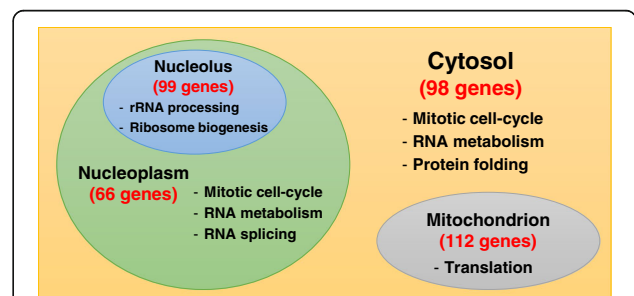 Nucleolus
(99 genes)
- rRNA processing
- Ribosome biogenesis
Nucleoplasm
(66 genes)
- Mitotic cell-cycle
- RNA metabolism
- RNA splicing
Cytosol
(98 genes)
- Mitotic cell-cycle
- RNA metabolism
- Protein folding
Mitochondrion
(112 genes)
- Translation